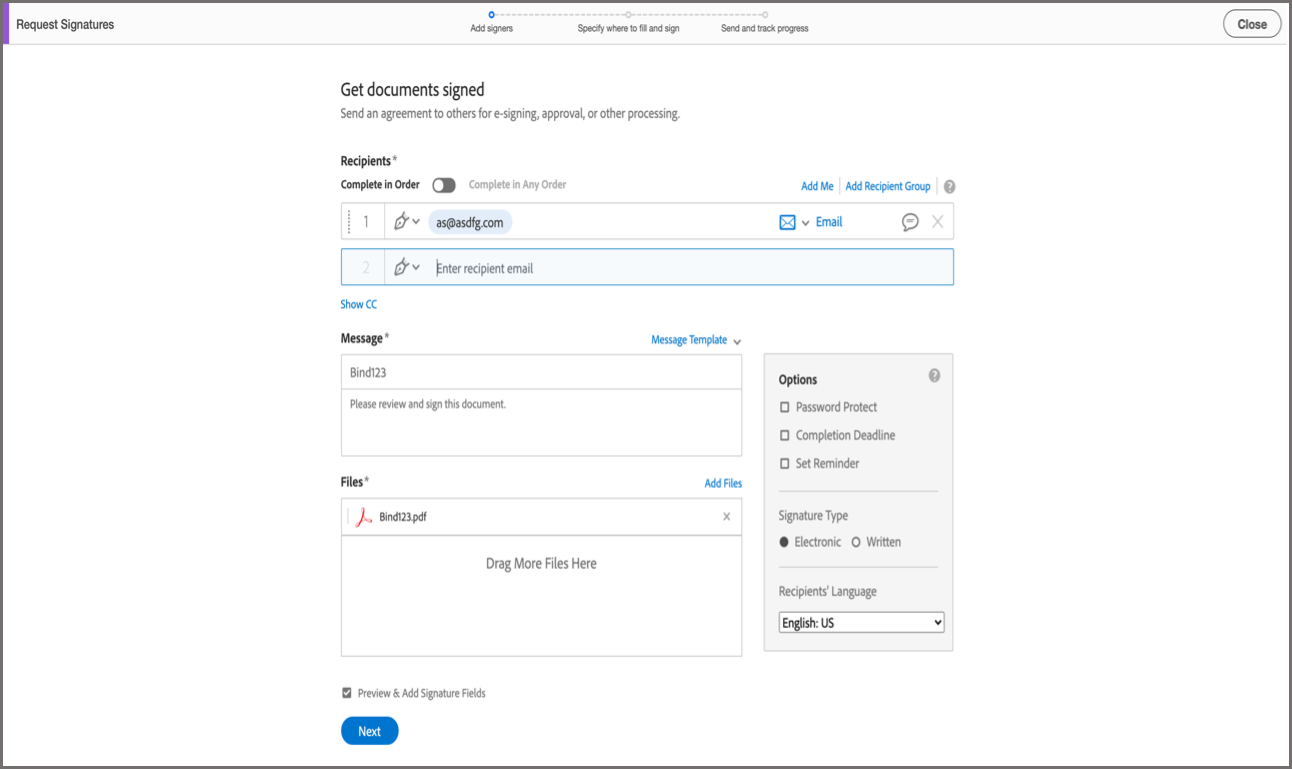 Request Signatures
Add signers
Specify where to fill and sign
Send and track progress
Close
Get documents signed
Send an agreement to others for e-signing, approval, or other processing.
Recipients*
Complete in Order Complete in Any Order Add Me Add Recipient Group ?
1 as@asdfg.com Email X
2 Enter recipient email
Show CC
Message* Message Template
Bind123
Please review and sign this document.
Options ?
Password Protect
Completion Deadline
Set Reminder
Signature Type
Electronic Written
Recipients' Language
English: US
Files* Add Files
Bind123.pdf x
Drag More Files Here
Preview & Add Signature Fields
Next